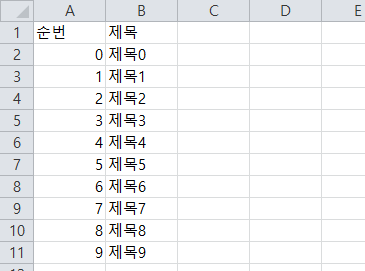 A B C D E
1 순번 제목
2 0 제목0
3 1 제목1
4 2 제목2
5 3 제목3
6 4 제목4
7 5 제목5
8 6 제목6
9 7 제목7
10 8 제목8
11 9 제목9